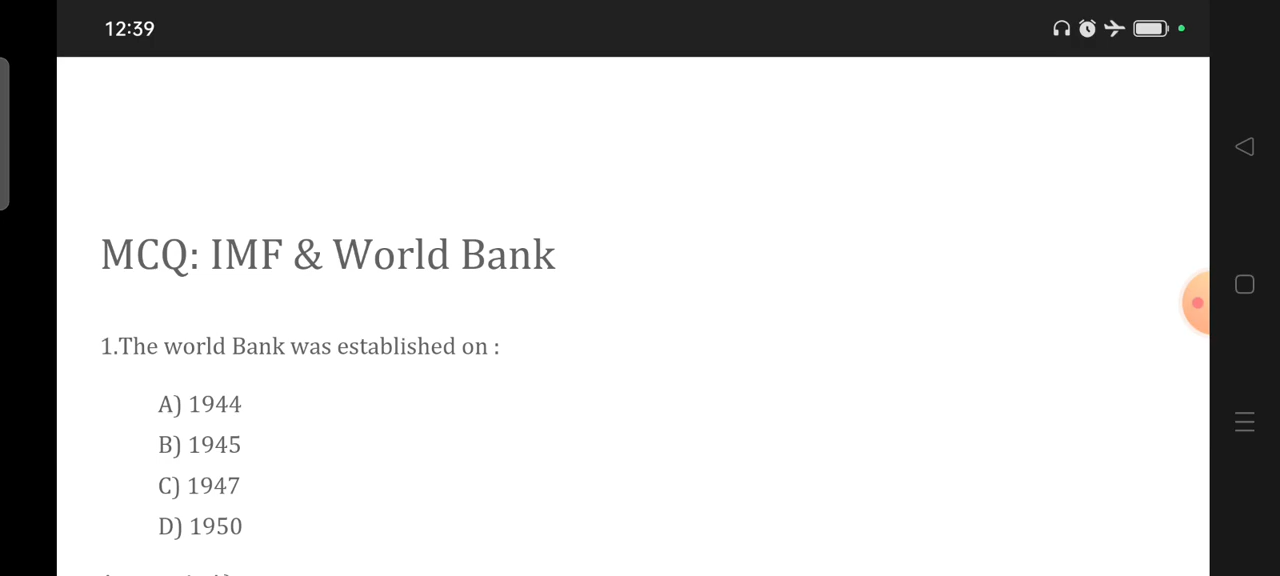 12:39
MCQ: IMF & World Bank
1.The world Bank was established on :
A) 1944
B) 1945
C) 1947
D) 1950